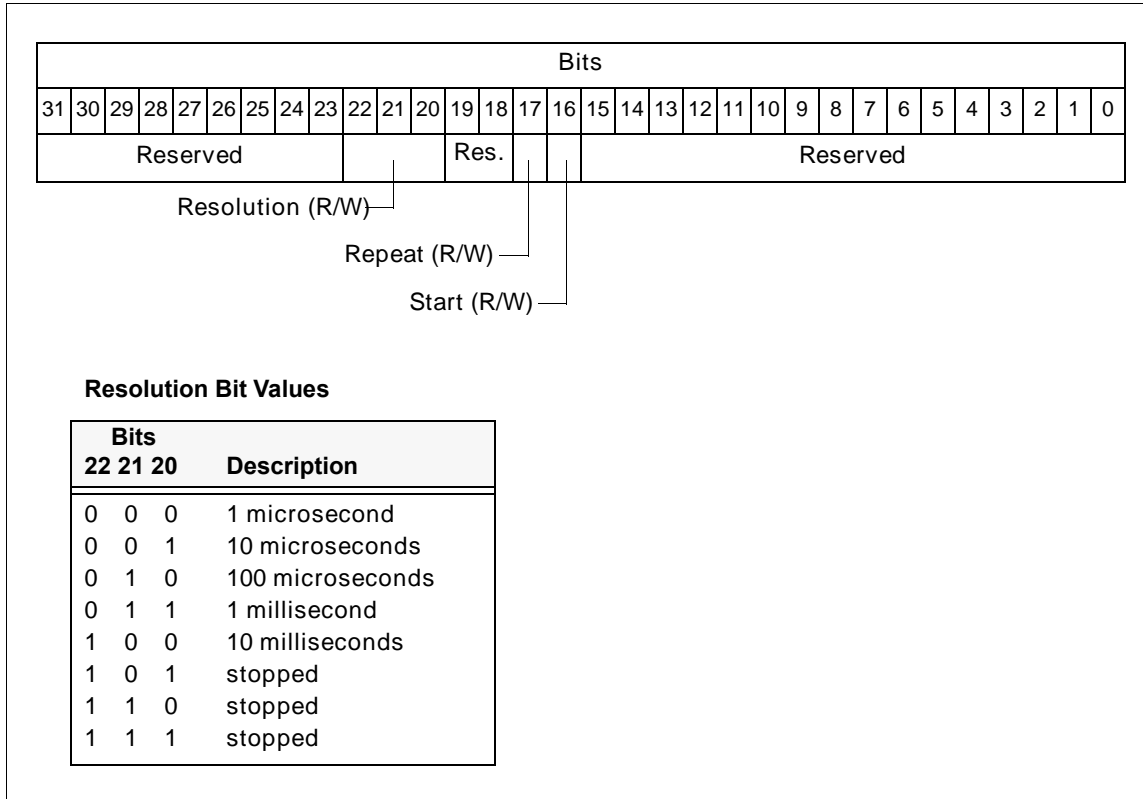 Bits
31 30 29 28 27 26 25 24 23 22 21 20 19 18 17 16 15 14 13 12 11 10 9 8 7 6 5 4 3 2 1 0
Reserved Res. Reserved
Resolution (R/W)
Repeat (R/W)
Start (R/W)
Resolution Bit Values
Bits
22 21 20 Description
0 0 0 1 microsecond
0 0 1 10 microseconds
0 1 0 100 microseconds
0 1 1 1 millisecond
1 0 0 10 milliseconds
1 0 1 stopped
1 1 0 stopped
1 1 1 stopped